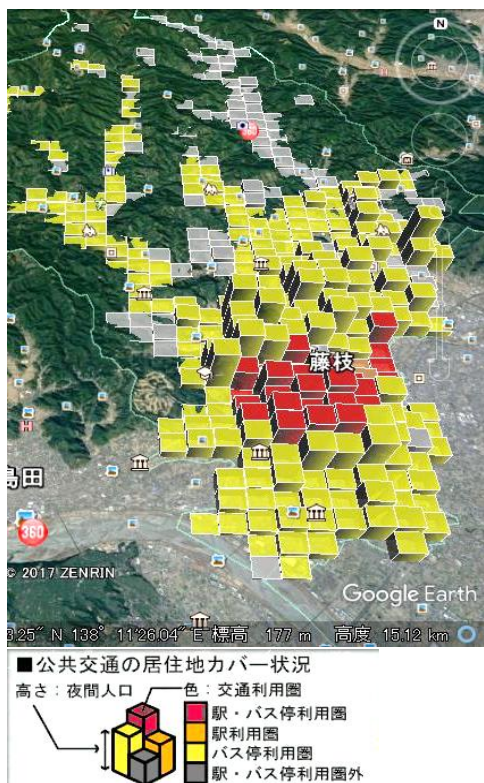 N
360
藤枝
島田
360
© 2017 ZENRIN
Google Earth
3.25" N 138° 11'26.04" E 標高 177 m 高度 15.12 km
■公共交通の居住地カバー状況
高さ：夜間人口
色：交通利用圏
駅・バス停利用圏
駅利用圏
バス停利用圏
駅・バス停利用圏外